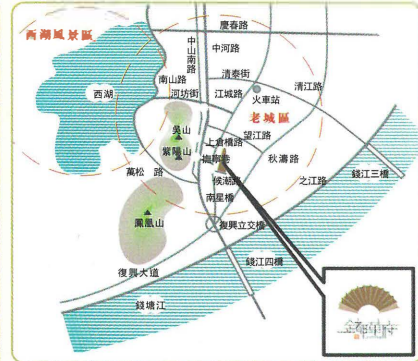 慶春路
西湖風景區
中山南路
中河路
清泰街
南山路
河坊街
江城路
火車站
清江路
西湖
吳山
老城區
上倉橋路
望江路
紫陽山
萬松 路
秋濤路
候潮路
之江路
錢江三橋
南星橋
鳳凰山
復興立交橋
錢江四橋
復興大道
錢塘江